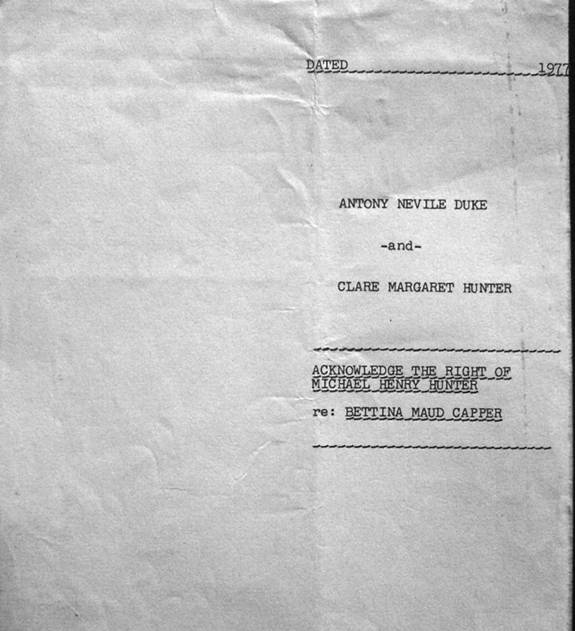 DATED 1977
ANTONY NEVILE DUKE
-and-
CLARE MARGARET HUNTER
ACKNOWLEDGE THE RIGHT OF
MICHAEL HENRY HUNTER
re: BETTINA MAUD CAPPER